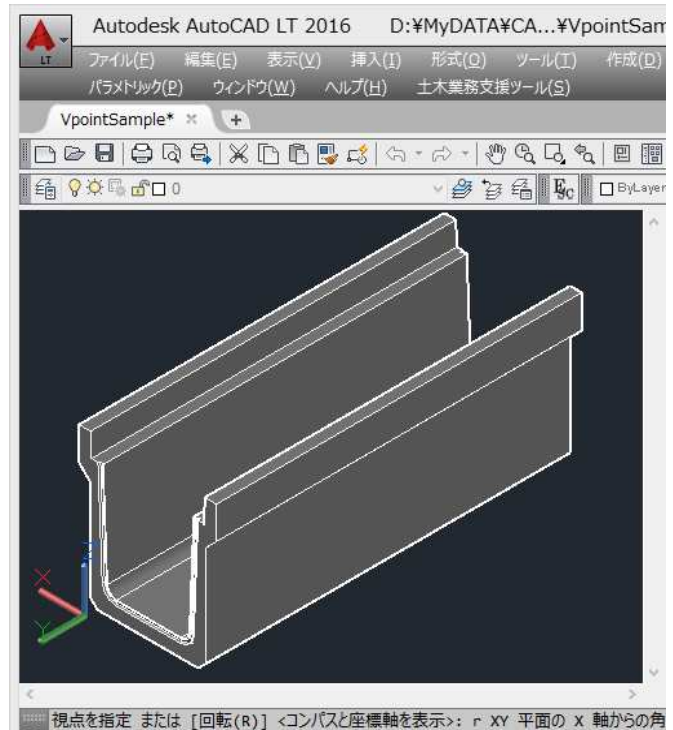 Autodesk AutoCAD LT 2016 D:¥MyDATA¥CA...¥VpointSam
LT
ファイル(F) 編集(E) 表示(V) 挿入(I) 形式(O) ツール(T) 作成(D)
パラメトリック(P) ウィンドウ(W) ヘルプ(H) 土木業務支援ツール(S)
VpointSample*
0 ByLayer
X
Y
視点を指定 または [回転(R)] <コンパスと座標軸を表示>: r XY 平面の X 軸からの角